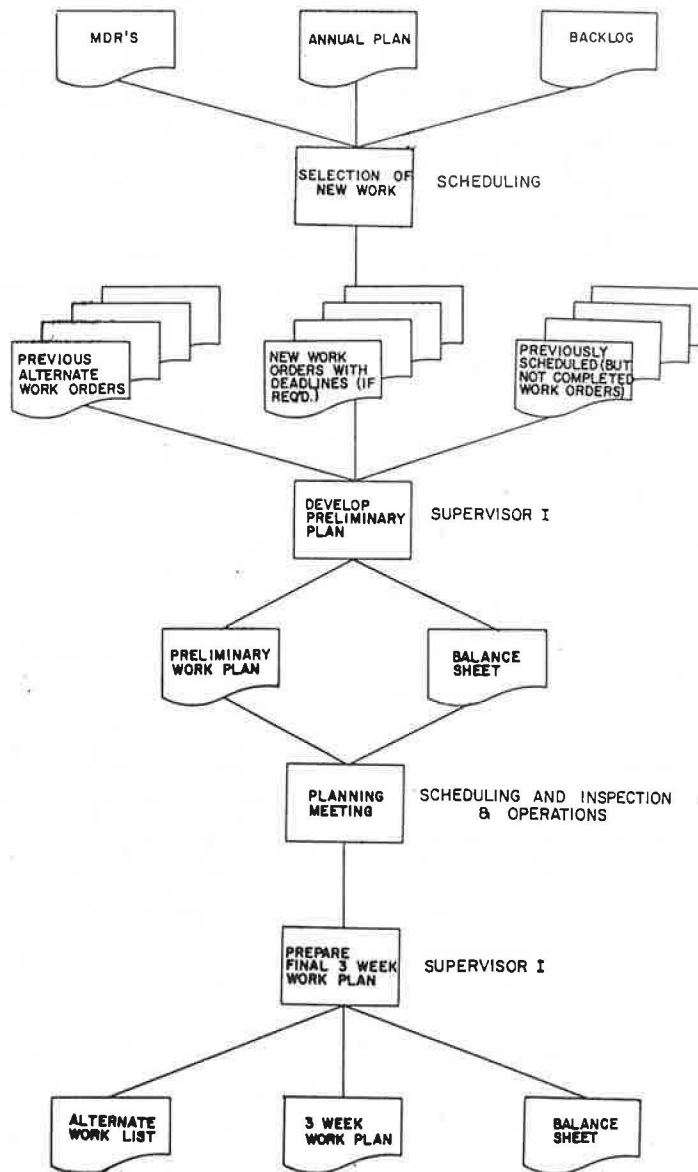 MDR'S
ANNUAL PLAN
BACKLOG
SELECTION OF
NEW WORK
SCHEDULING
PREVIOUS
ALTERNATE
WORK ORDERS
NEW WORK
ORDERS WITH
DEADLINES (IF
REQ'D.)
PREVIOUSLY
SCHEDULED (BUT
NOT COMPLETED
WORK ORDERS)
DEVELOP
PRELIMINARY
PLAN
SUPERVISOR I
PRELIMINARY
WORK PLAN
BALANCE
SHEET
PLANNING
MEETING
SCHEDULING AND INSPECTION
& OPERATIONS
PREPARE
FINAL 3 WEEK
WORK PLAN
SUPERVISOR I
ALTERNATE
WORK LIST
3 WEEK
WORK PLAN
BALANCE
SHEET